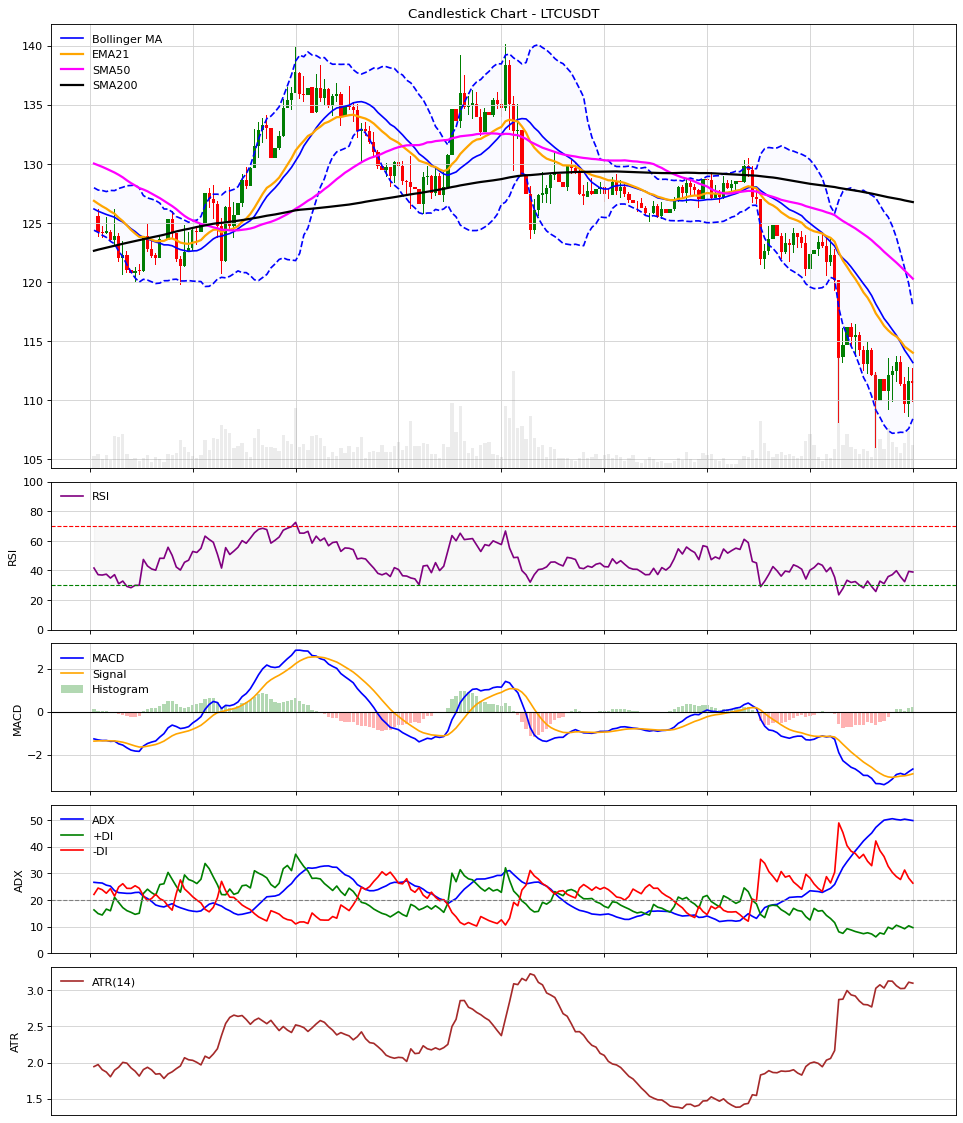 Candlestick Chart - LTCUSDT
Bollinger MA
EMA21
SMA50
SMA200
140
135
130
125
120
115
110
105
RSI
RSI
100
80
60
40
20
0
MACD
Signal
Histogram
MACD
2
0
−2
ADX
+DI
-DI
ADX
50
40
30
20
10
0
ATR(14)
ATR
3.0
2.5
2.0
1.5